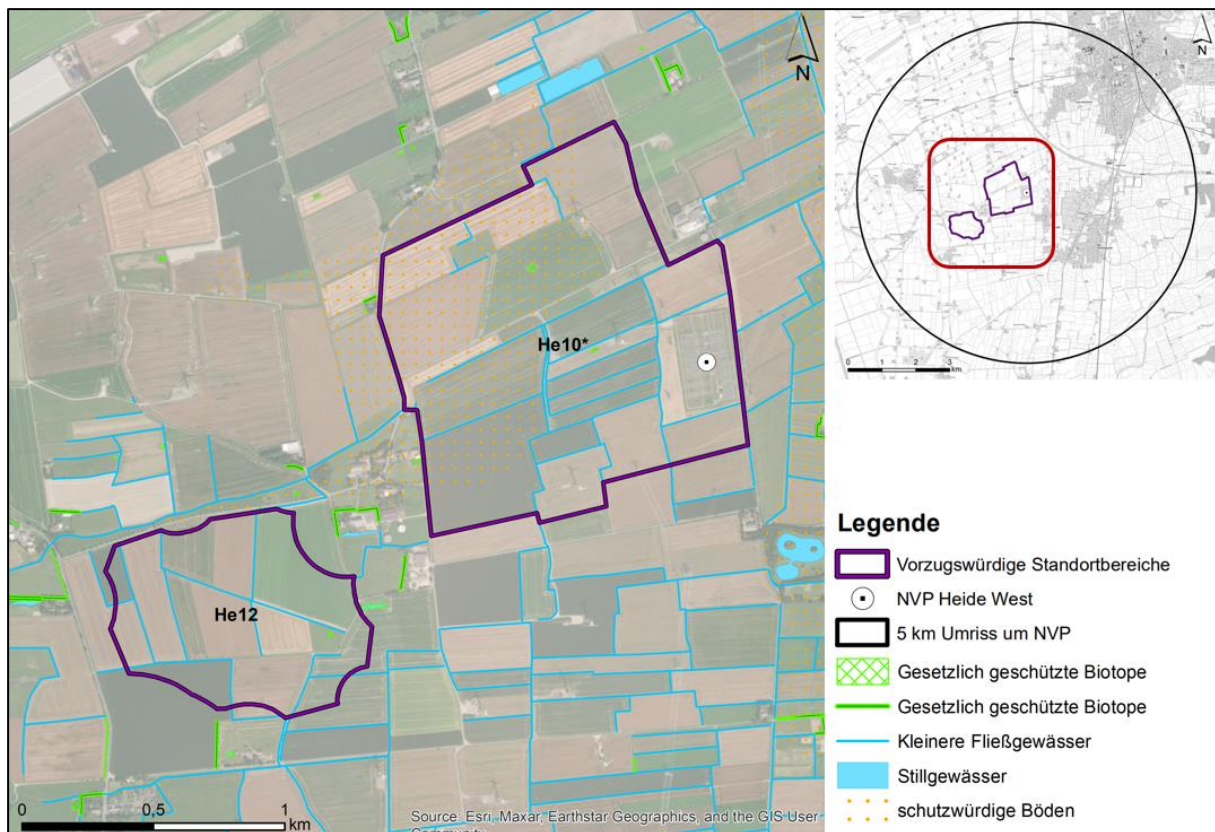 N
He10*
He12
0
0,5
1
km
Source: Esri, Maxar, Earthstar Geographics, and the GIS User
Community
N
0 1 2 3
km
Legende
Vorzugswürdige Standortbereiche
NVP Heide West
5 km Umriss um NVP
Gesetzlich geschützte Biotope
Gesetzlich geschützte Biotope
Kleinere Fließgewässer
Stillgewässer
schutzwürdige Böden